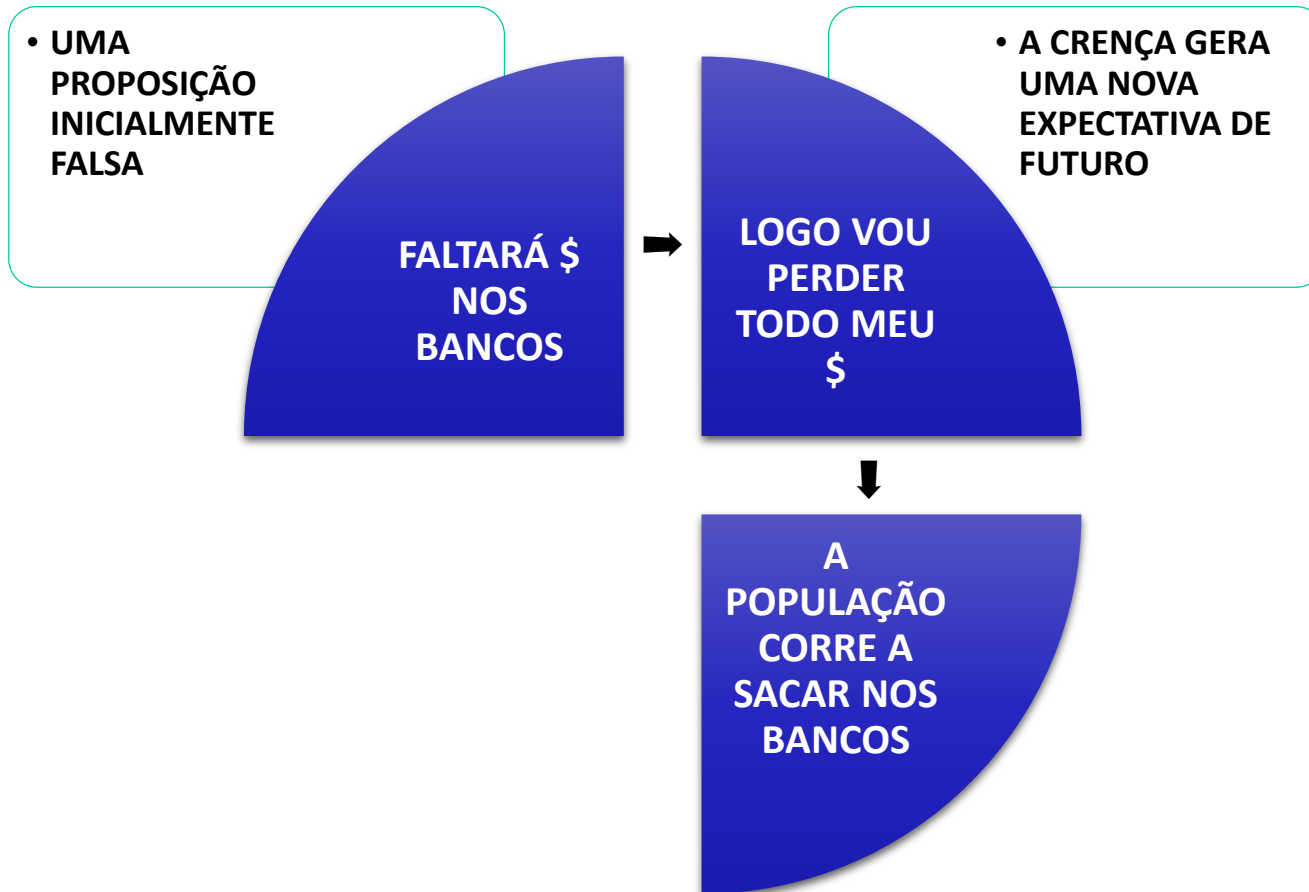 • UMA
PROPOSIÇÃO
INICIALMENTE
FALSA
FALTARÁ $
NOS
BANCOS
• A CRENÇA GERA
UMA NOVA
EXPECTATIVA DE
FUTURO
LOGO VOU
PERDER
TODO MEU
$
A
POPULAÇÃO
CORRE A
SACAR NOS
BANCOS